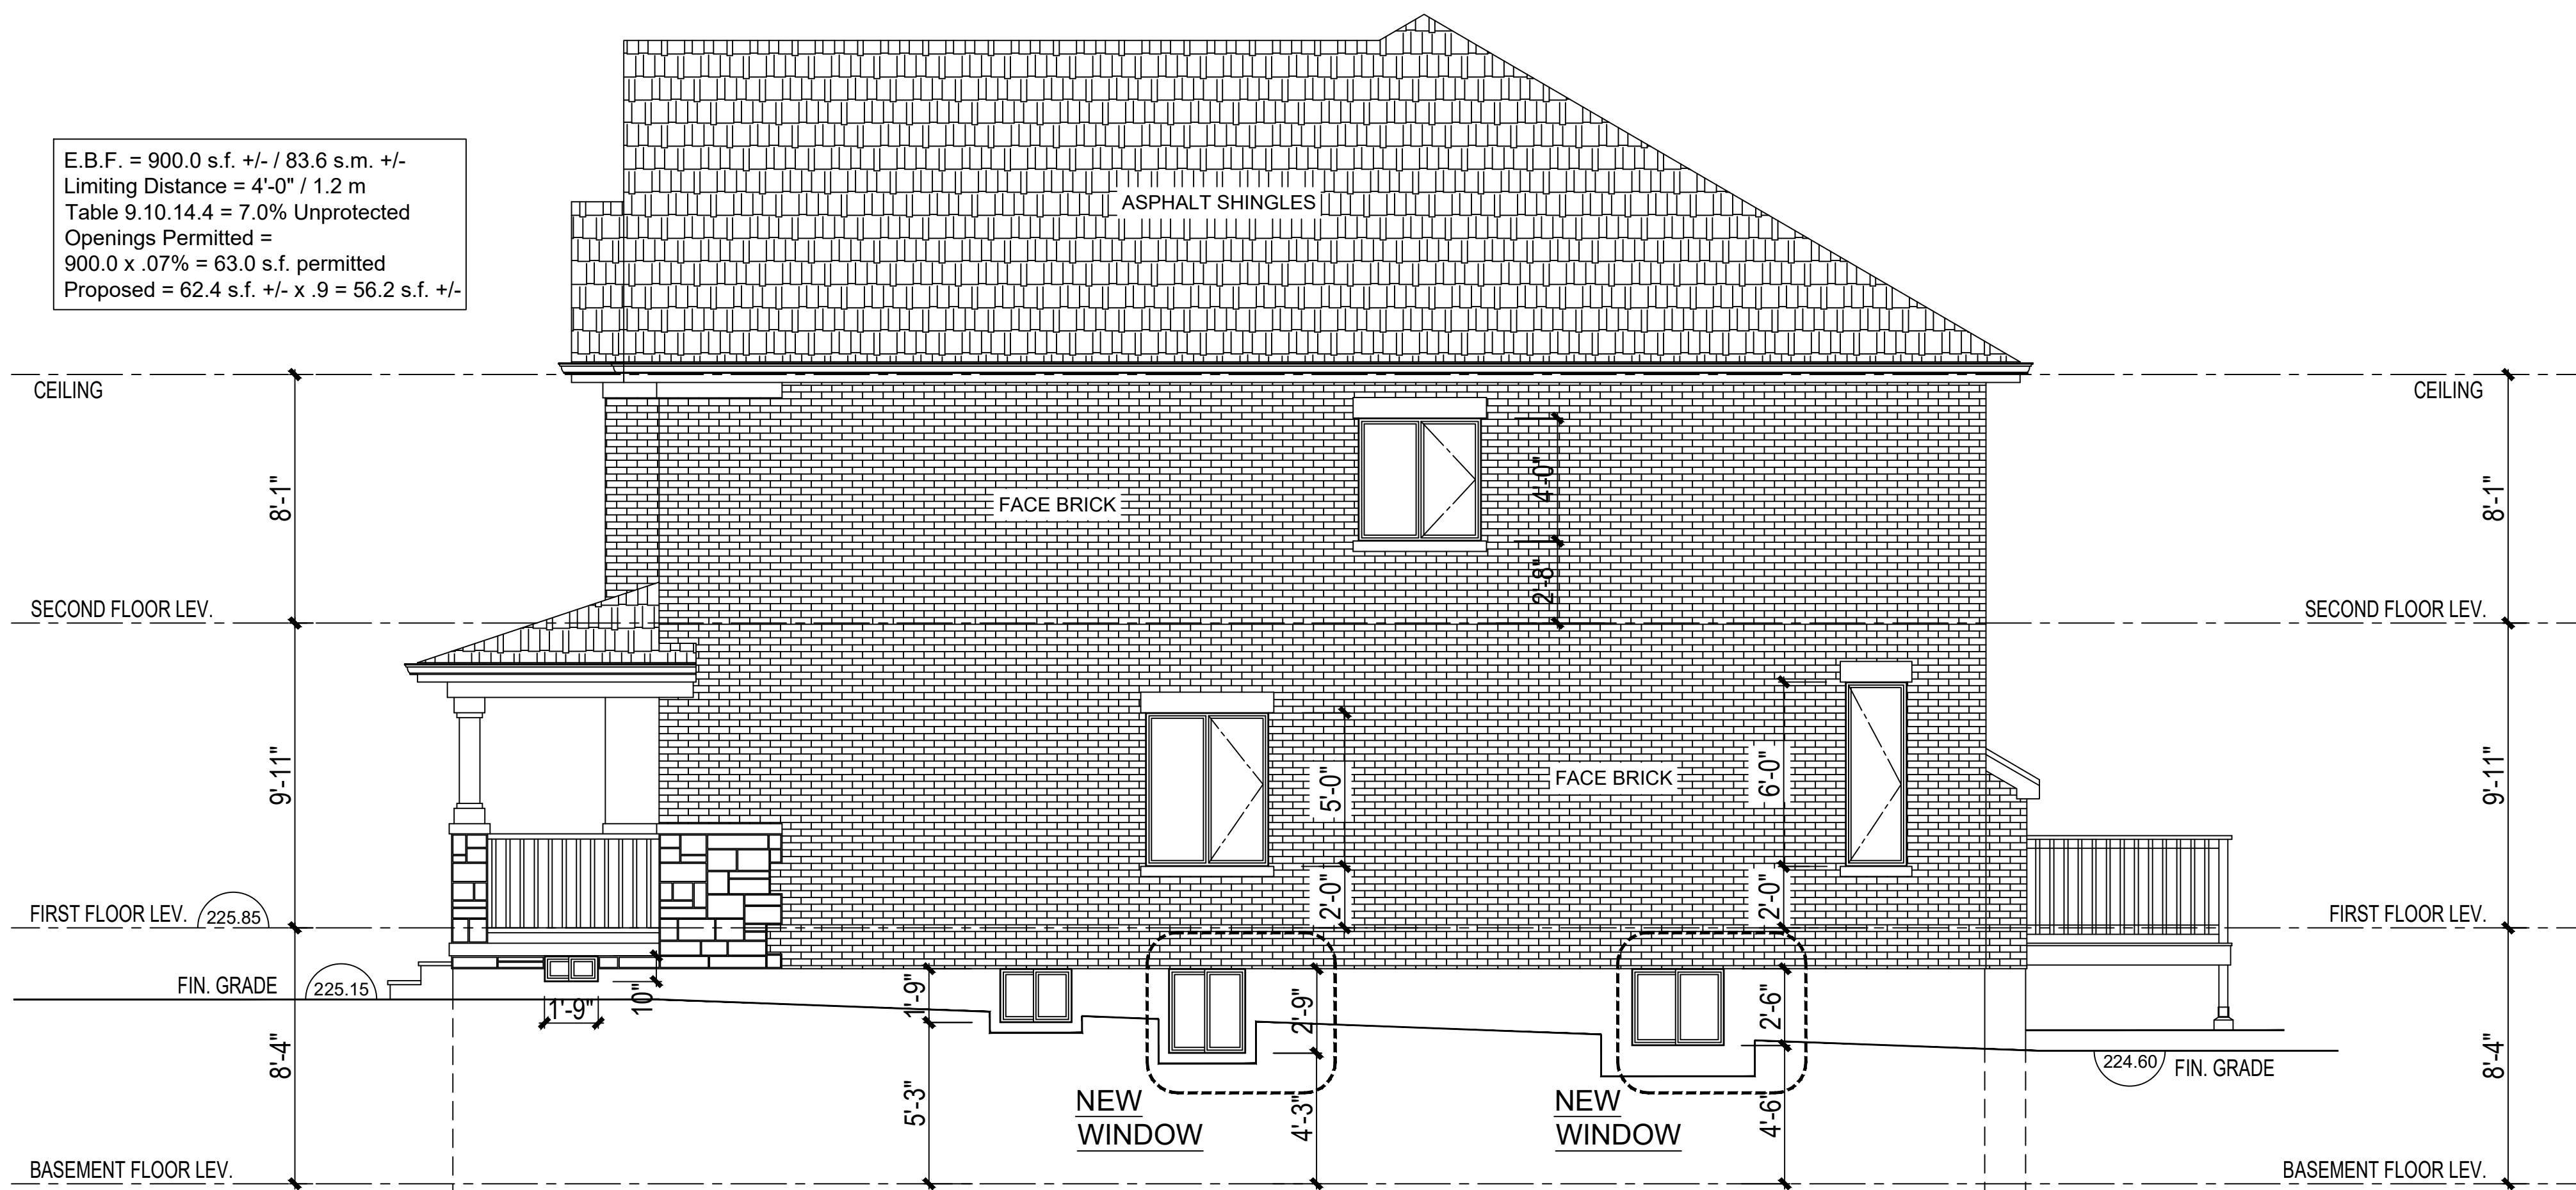 E.B.F. = 900.0 s.f. +/- / 83.6 s.m. +/-
Limiting Distance = 4'-0" / 1.2 m
Table 9.10.14.4 = 7.0% Unprotected
Openings Permitted =
900.0 x .07% = 63.0 s.f. permitted
Proposed = 62.4 s.f. +/- x .9 = 56.2 s.f. +/-
ASPHALT SHINGLES
CEILING
CEILING
8'-1"
FACE BRICK
4'-0"
8'-1"
2'-8"
SECOND FLOOR LEV.
SECOND FLOOR LEV.
9'-11"
5'-0"
FACE BRICK
6'-0"
9'-11"
2'-0"
2'-0"
FIRST FLOOR LEV.
225.85
FIRST FLOOR LEV.
FIN. GRADE
225.15
1'-9"
10"
1'-9"
2'-9"
2'-6"
8'-4"
224.60
FIN. GRADE
8'-4"
5'-3"
NEW
WINDOW
4'-3"
NEW
WINDOW
4'-6"
BASEMENT FLOOR LEV.
BASEMENT FLOOR LEV.